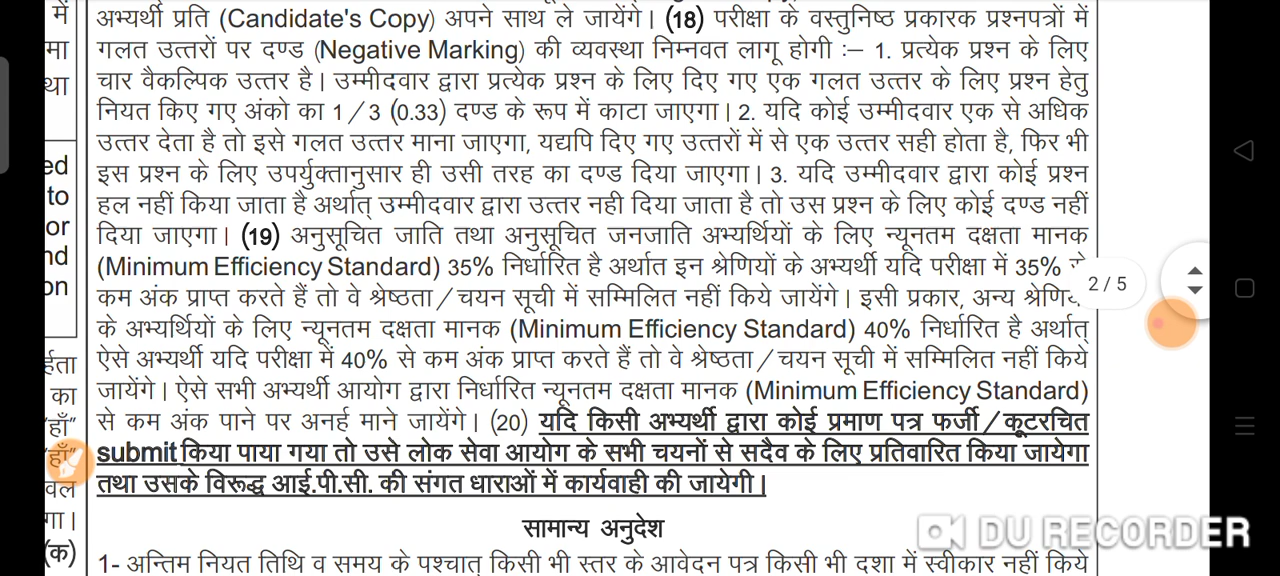 में
मा
था
ed
to
or
nd
on
र्हता
का
"हाँ"
"हाँ"
वल
गा।
(क)
अभ्यर्थी प्रति (Candidate's Copy) अपने साथ ले जायेंगे। (18) परीक्षा के वस्तुनिष्ठ प्रकारक प्रश्नपत्रों में
गलत उत्तरों पर दण्ड (Negative Marking) की व्यवस्था निम्नवत लागू होगी :– 1. प्रत्येक प्रश्न के लिए
चार वैकल्पिक उत्तर है। उम्मीदवार द्वारा प्रत्येक प्रश्न के लिए दिए गए एक गलत उत्तर के लिए प्रश्न हेतु
नियत किए गए अंको का 1/3 (0.33) दण्ड के रूप में काटा जाएगा। 2. यदि कोई उम्मीदवार एक से अधिक
उत्तर देता है तो इसे गलत उत्तर माना जाएगा, यद्यपि दिए गए उत्तरों में से एक उत्तर सही होता है, फिर भी
इस प्रश्न के लिए उपर्युक्तानुसार ही उसी तरह का दण्ड दिया जाएगा। 3. यदि उम्मीदवार द्वारा कोई प्रश्न
हल नहीं किया जाता है अर्थात् उम्मीदवार द्वारा उत्तर नही दिया जाता है तो उस प्रश्न के लिए कोई दण्ड नहीं
दिया जाएगा। (19) अनुसूचित जाति तथा अनुसूचित जनजाति अभ्यर्थियों के लिए न्यूनतम दक्षता मानक
(Minimum Efficiency Standard) 35% निर्धारित है अर्थात इन श्रेणियों के अभ्यर्थी यदि परीक्षा में 35%
कम अंक प्राप्त करते हैं तो वे श्रेष्ठता/चयन सूची में सम्मिलित नहीं किये जायेंगे। इसी प्रकार, अन्य
के अभ्यर्थियों के लिए न्यूनतम दक्षता मानक (Minimum Efficiency Standard) 40% निर्धारित है अर्थात्
ऐसे अभ्यर्थी यदि परीक्षा में 40% से कम अंक प्राप्त करते हैं तो वे श्रेष्ठता/चयन सूची में सम्मिलित नहीं किये
जायेंगे। ऐसे सभी अभ्यर्थी आयोग द्वारा निर्धारित न्यूनतम दक्षता मानक (Minimum Efficiency Standard)
से कम अंक पाने पर अनर्ह माने जायेंगे। (20) यदि किसी अभ्यर्थी द्वारा कोई प्रमाण पत्र फर्जी/कूटरचित
submit किया पाया गया तो उसे लोक सेवा आयोग के सभी चयनों से सदैव के लिए प्रतिवारित किया जायेगा
तथा उसके विरूद्ध आई.पी.सी. की संगत धाराओं में कार्यवाही की जायेगी।
सामान्य अनुदेश
1- अन्तिम नियत तिथि व समय के पश्चात् किसी भी स्तर के आवेदन पत्र किसी भी दशा में स्वीकार नहीं किये
2 / 5
DU RECORDER